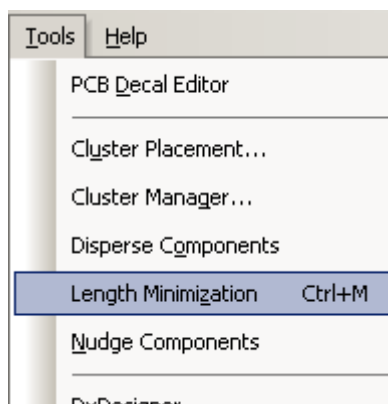 Tools Help
PCB Decal Editor
Cluster Placement...
Cluster Manager...
Disperse Components
Length Minimization Ctrl+M
Nudge Components